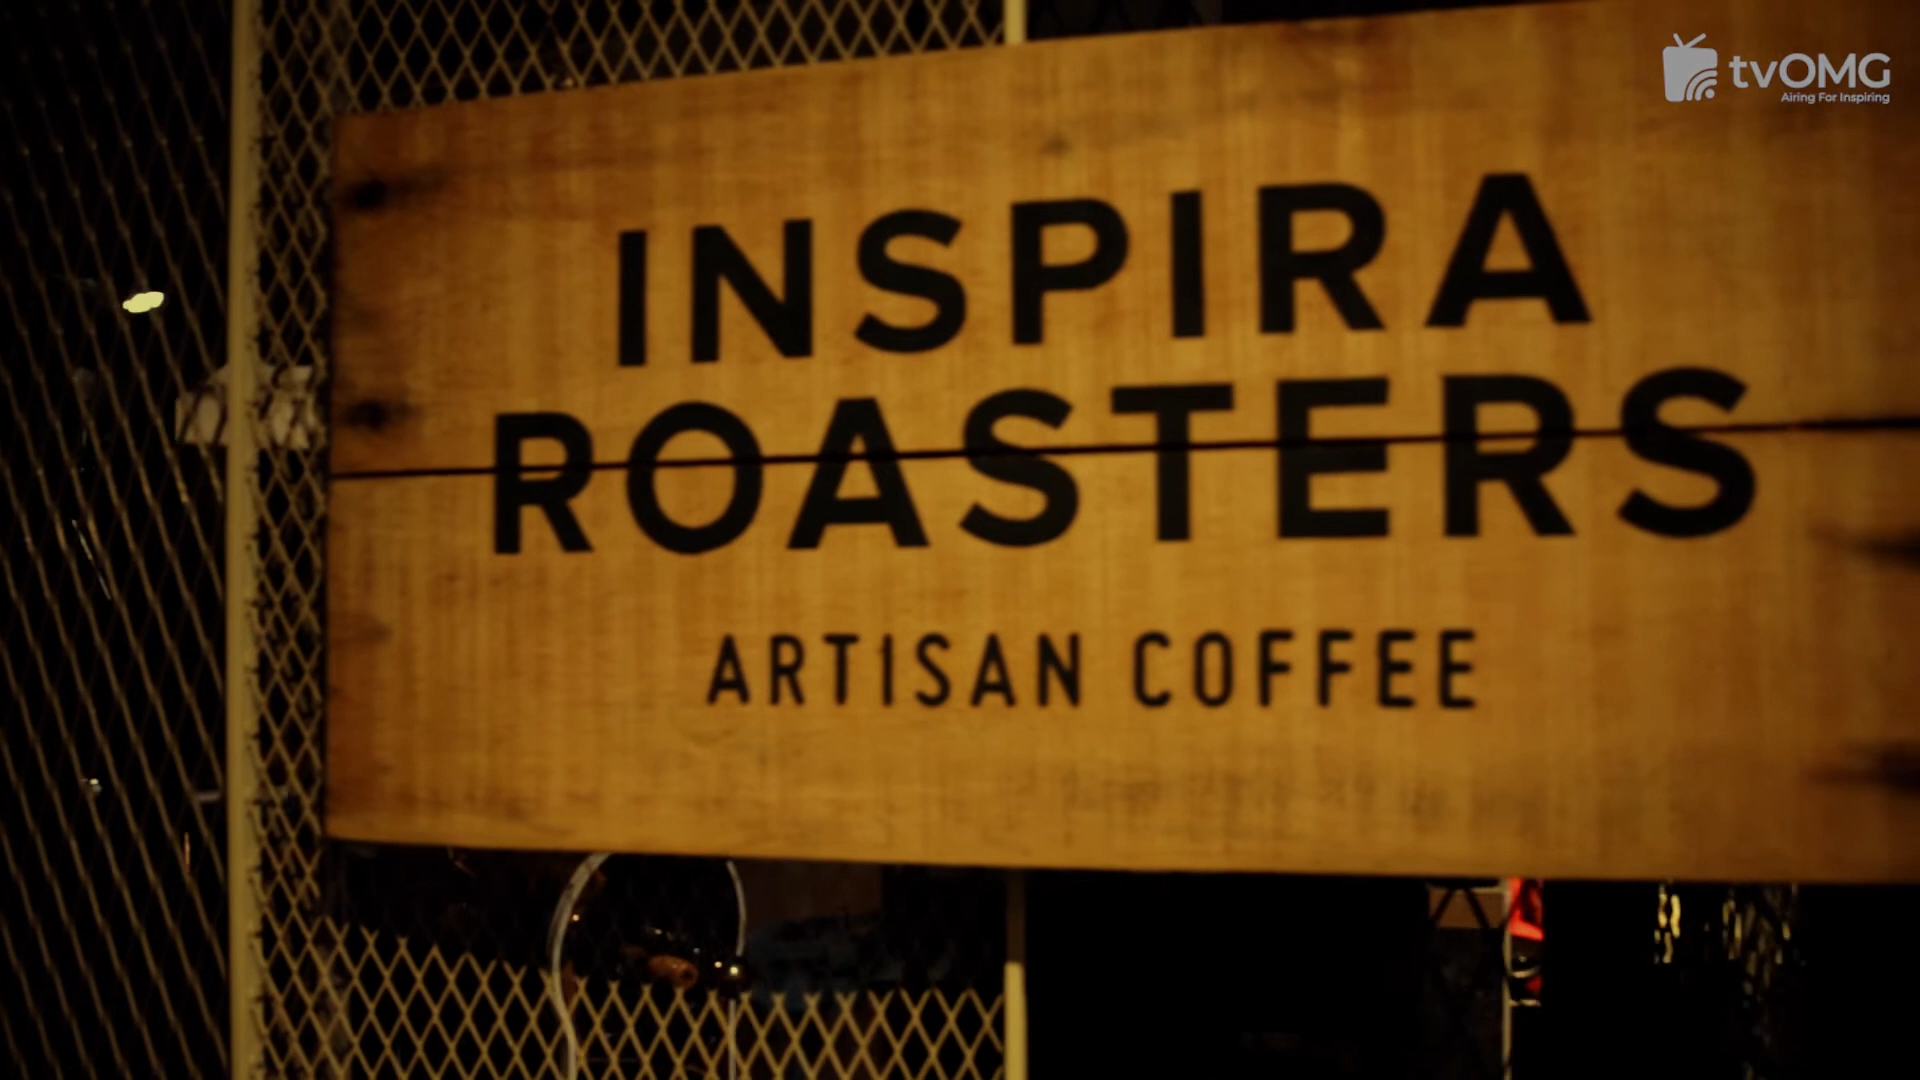 tvOMG
Airing For Inspiring
INSPIRA
ROASTERS
ARTISAN COFFEE